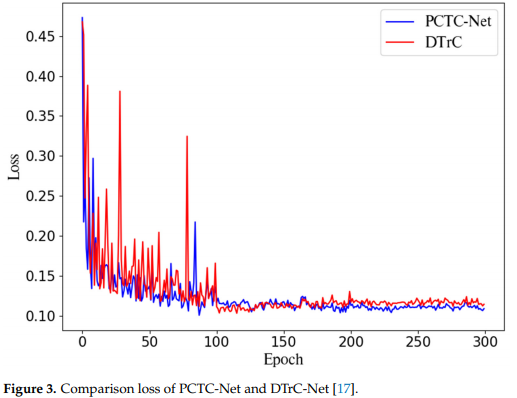 PCTC-Net
DTrC
0.45
0.40
0.35
0.30
0.25
0.20
0.15
0.10
Loss
0 50 100 150 200 250 300
Epoch
Figure 3. Comparison loss of PCTC-Net and DTrC-Net [17].